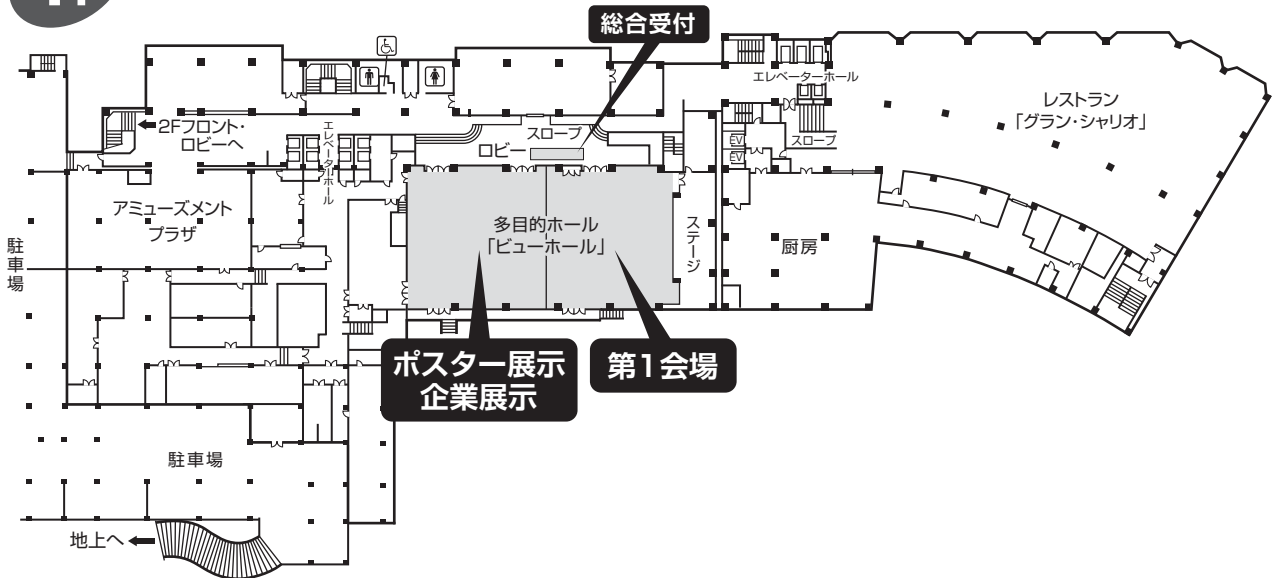 総合受付
エレベーターホール
レストラン
「グラン・シャリオ」
2Fフロント・
ロビーへ
エレベーターホール
スロープ
ロビー
EV
EV
スロープ
アミューズメント
プラザ
多目的ホール
「ビューホール」
ステージ
厨房
駐車場
ポスター展示
企業展示
第1会場
駐車場
地上へ